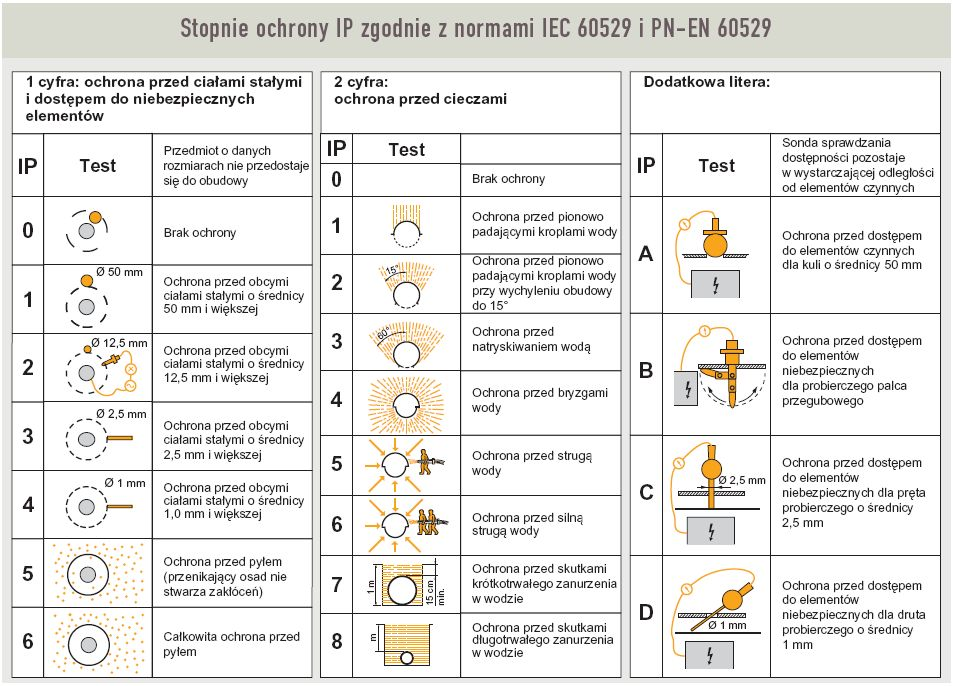 Stopnie ochrony IP zgodnie z normami IEC 60529 i PN-EN 60529
1 cyfra: ochrona przed ciałami stałymi
i dostępem do niebezpiecznych
elementów
IP
Test
Przedmiot o danych
rozmiarach nie przedostaje
się do obudowy
0
Brak ochrony
1
Ø 50 mm
Ochrona przed obcymi
ciałami stałymi o średnicy
50 mm i większej
2
Ø 12,5 mm
Ochrona przed obcymi
ciałami stałymi o średnicy
12,5 mm i większej
3
Ø 2,5 mm
Ochrona przed obcymi
ciałami stałymi o średnicy
2,5 mm i większej
4
Ø 1 mm
Ochrona przed obcymi
ciałami stałymi o średnicy
1,0 mm i większej
5
Ochrona przed pyłem
(przenikający osad nie
stwarza zakłóceń)
6
Całkowita ochrona przed
pyłem
2 cyfra:
ochrona przed cieczami
IP
Test
0
Brak ochrony
1
Ochrona przed pionowo
padającymi kroplami wody
2
15°
Ochrona przed pionowo
padającymi kroplami wody
przy wychyleniu obudowy
do 15°
3
60°
Ochrona przed
natryskiwaniem wodą
4
Ochrona przed bryzgami
wody
5
Ochrona przed strugą
wody
6
Ochrona przed silną
strugą wody
7
1 m
15 cm
min.
Ochrona przed skutkami
krótkotrwałego zanurzenia
w wodzie
8
m
Ochrona przed skutkami
długotrwałego zanurzenia
w wodzie
Dodatkowa litera:
IP
Test
Sonda sprawdzania
dostępności pozostaje
w wystarczającej odległości
od elementów czynnych
A
Ochrona przed dostępem
do elementów czynnych
dla kuli o średnicy 50 mm
B
Ochrona przed dostępem
do elementów
niebezpiecznych
dla probierczego palca
przegubowego
C
Ø 2,5 mm
Ochrona przed dostępem
do elementów
niebezpiecznych dla pręta
probierczego o średnicy
2,5 mm
D
Ø 1 mm
Ochrona przed dostępem
do elementów
niebezpiecznych dla druta
probierczego o średnicy
1 mm